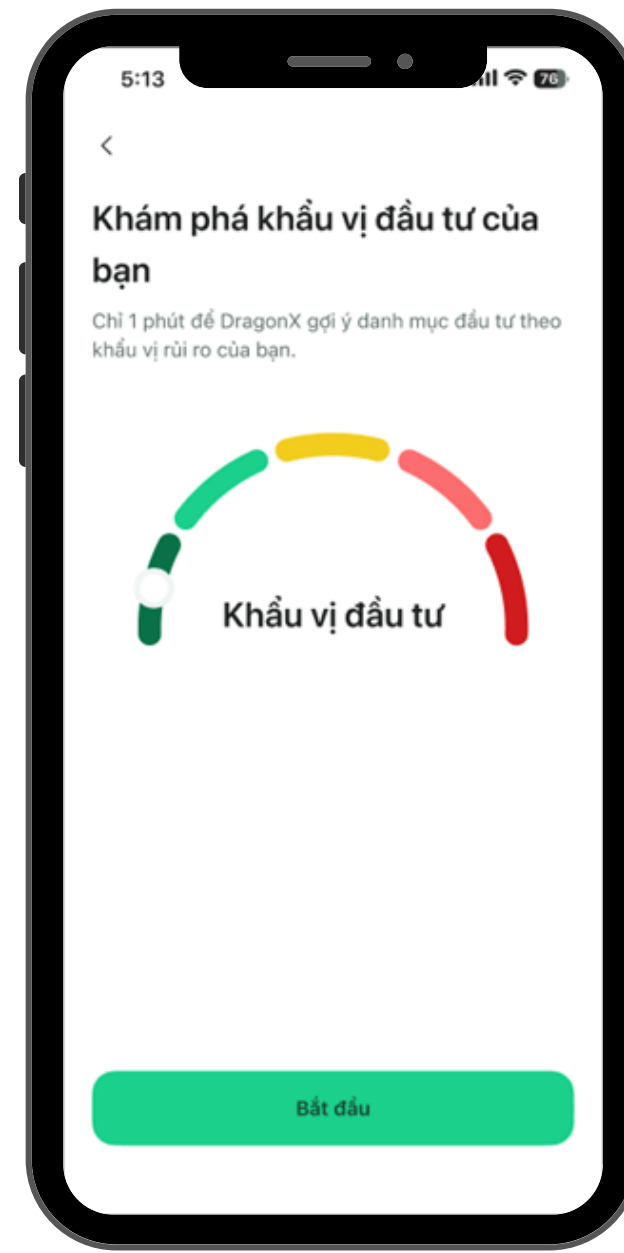 5:13
76
Khám phá khẩu vị đầu tư của
bạn
Chỉ 1 phút để DragonX gợi ý danh mục đầu tư theo
khẩu vị rủi ro của bạn.
Khẩu vị đầu tư
Bắt đầu